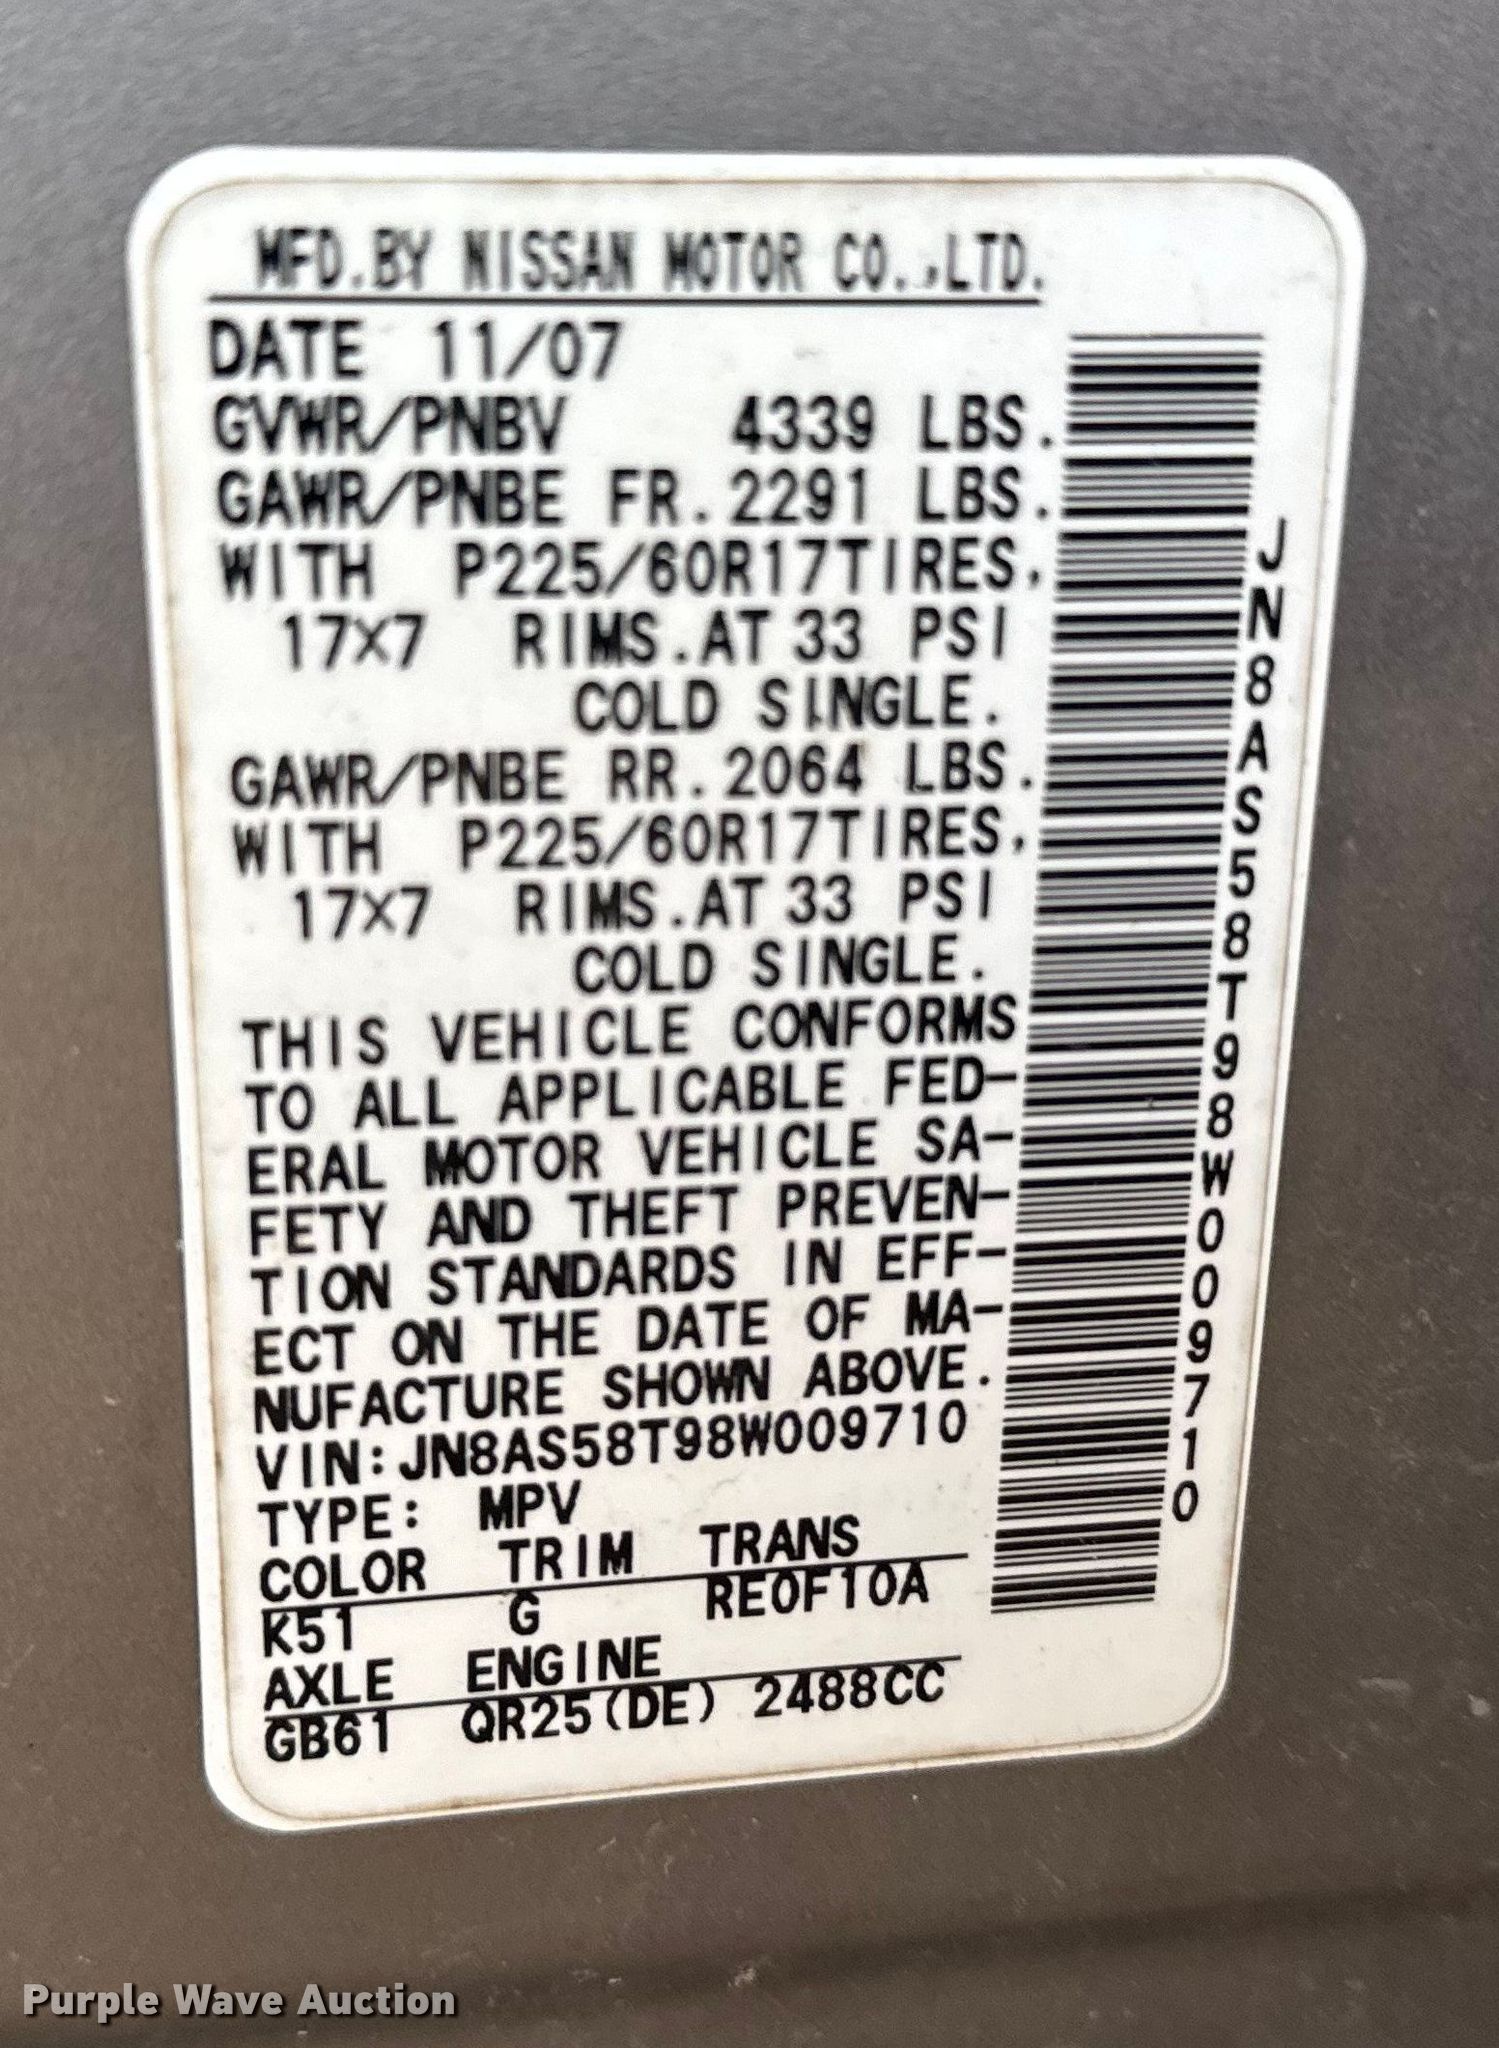 MFD.BY NISSAN MOTOR CO.,LTD.
DATE 11/07
GVWR/PNBV 4339 LBS.
GAWR/PNBE FR.2291 LBS.
WITH P225/60R17TIRES,
17X7 RIMS.AT 33 PSI
COLD SINGLE.
GAWR/PNBE RR.2064 LBS.
WITH P225/60R17TIRES,
17X7 RIMS.AT 33 PSI
COLD SINGLE.
THIS VEHICLE CONFORMS
TO ALL APPLICABLE FED-
ERAL MOTOR VEHICLE SA-
FETY AND THEFT PREVEN-
TION STANDARDS IN EFF-
ECT ON THE DATE OF MA-
NUFACTURE SHOWN ABOVE.
VIN:JN8AS58T98W009710
TYPE: MPV
COLOR TRIM TRANS
K51 G RE0F10A
AXLE ENGINE
GB61 QR25(DE) 2488CC
JN8AS58T98W009710
Purple Wave Auction